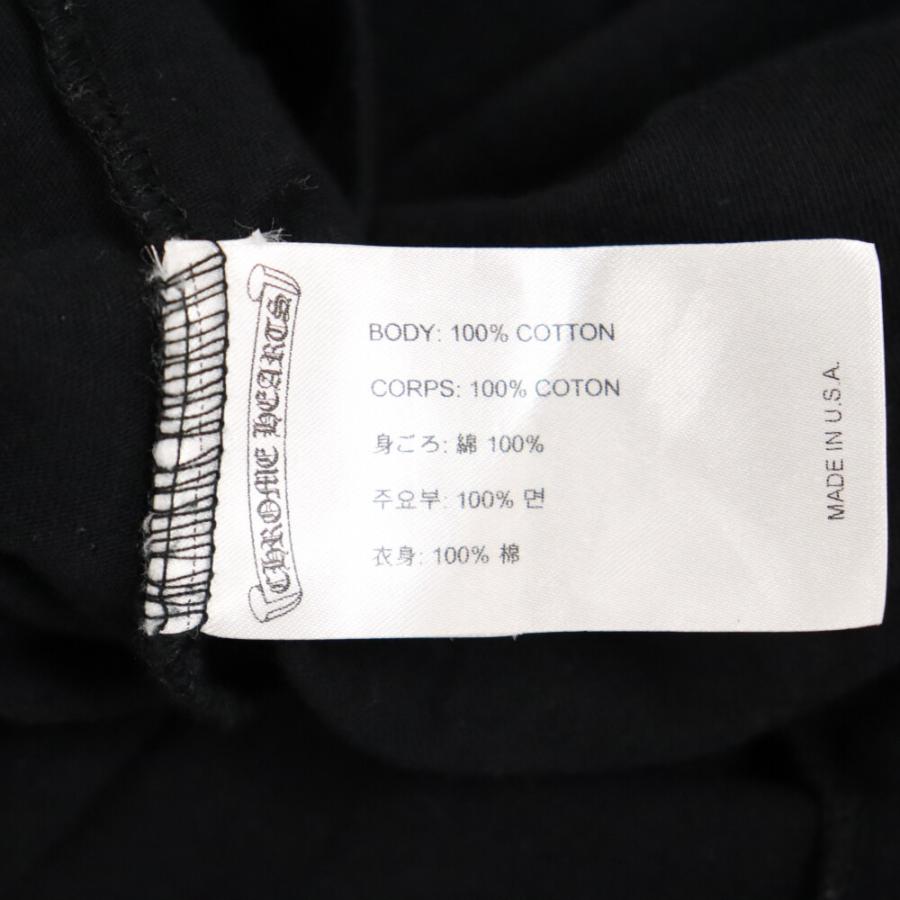 CHROME HEARTS
BODY: 100% COTTON
CORPS: 100% COTON
身ごろ: 綿 100%
주요부: 100% 면
衣身: 100% 棉
MADE IN U.S.A.